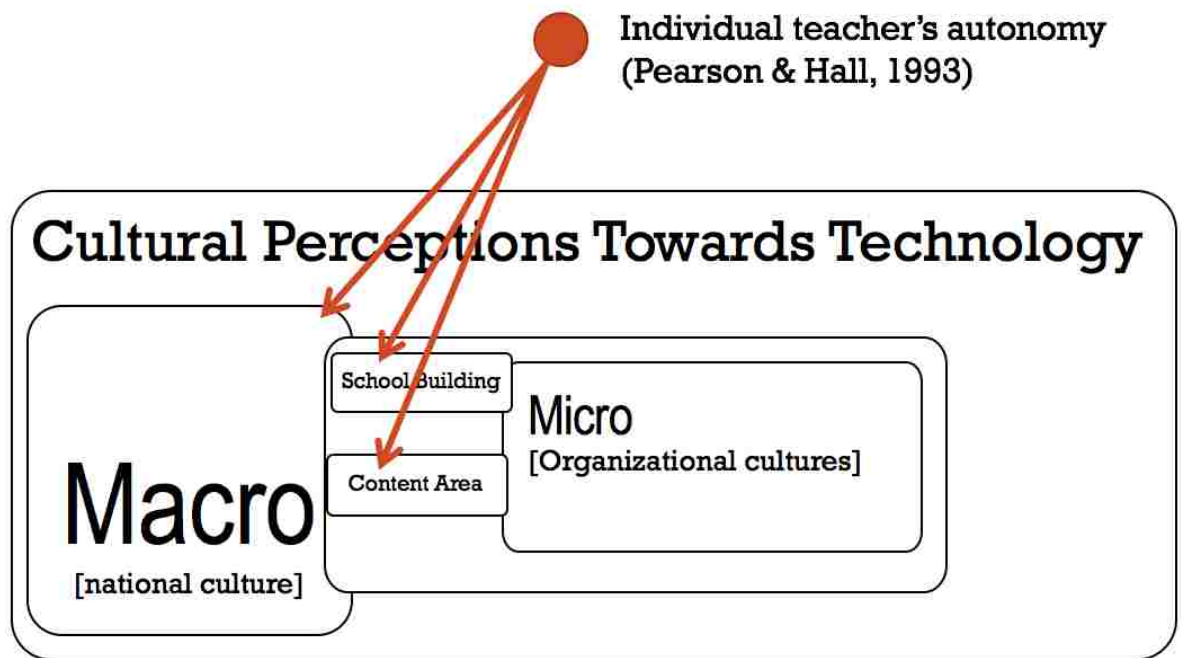 Individual teacher's autonomy
(Pearson & Hall, 1993)
Cultural Perceptions Towards Technology
School Building
Micro
[Organizational cultures]
Content Area
Macro
[national culture]